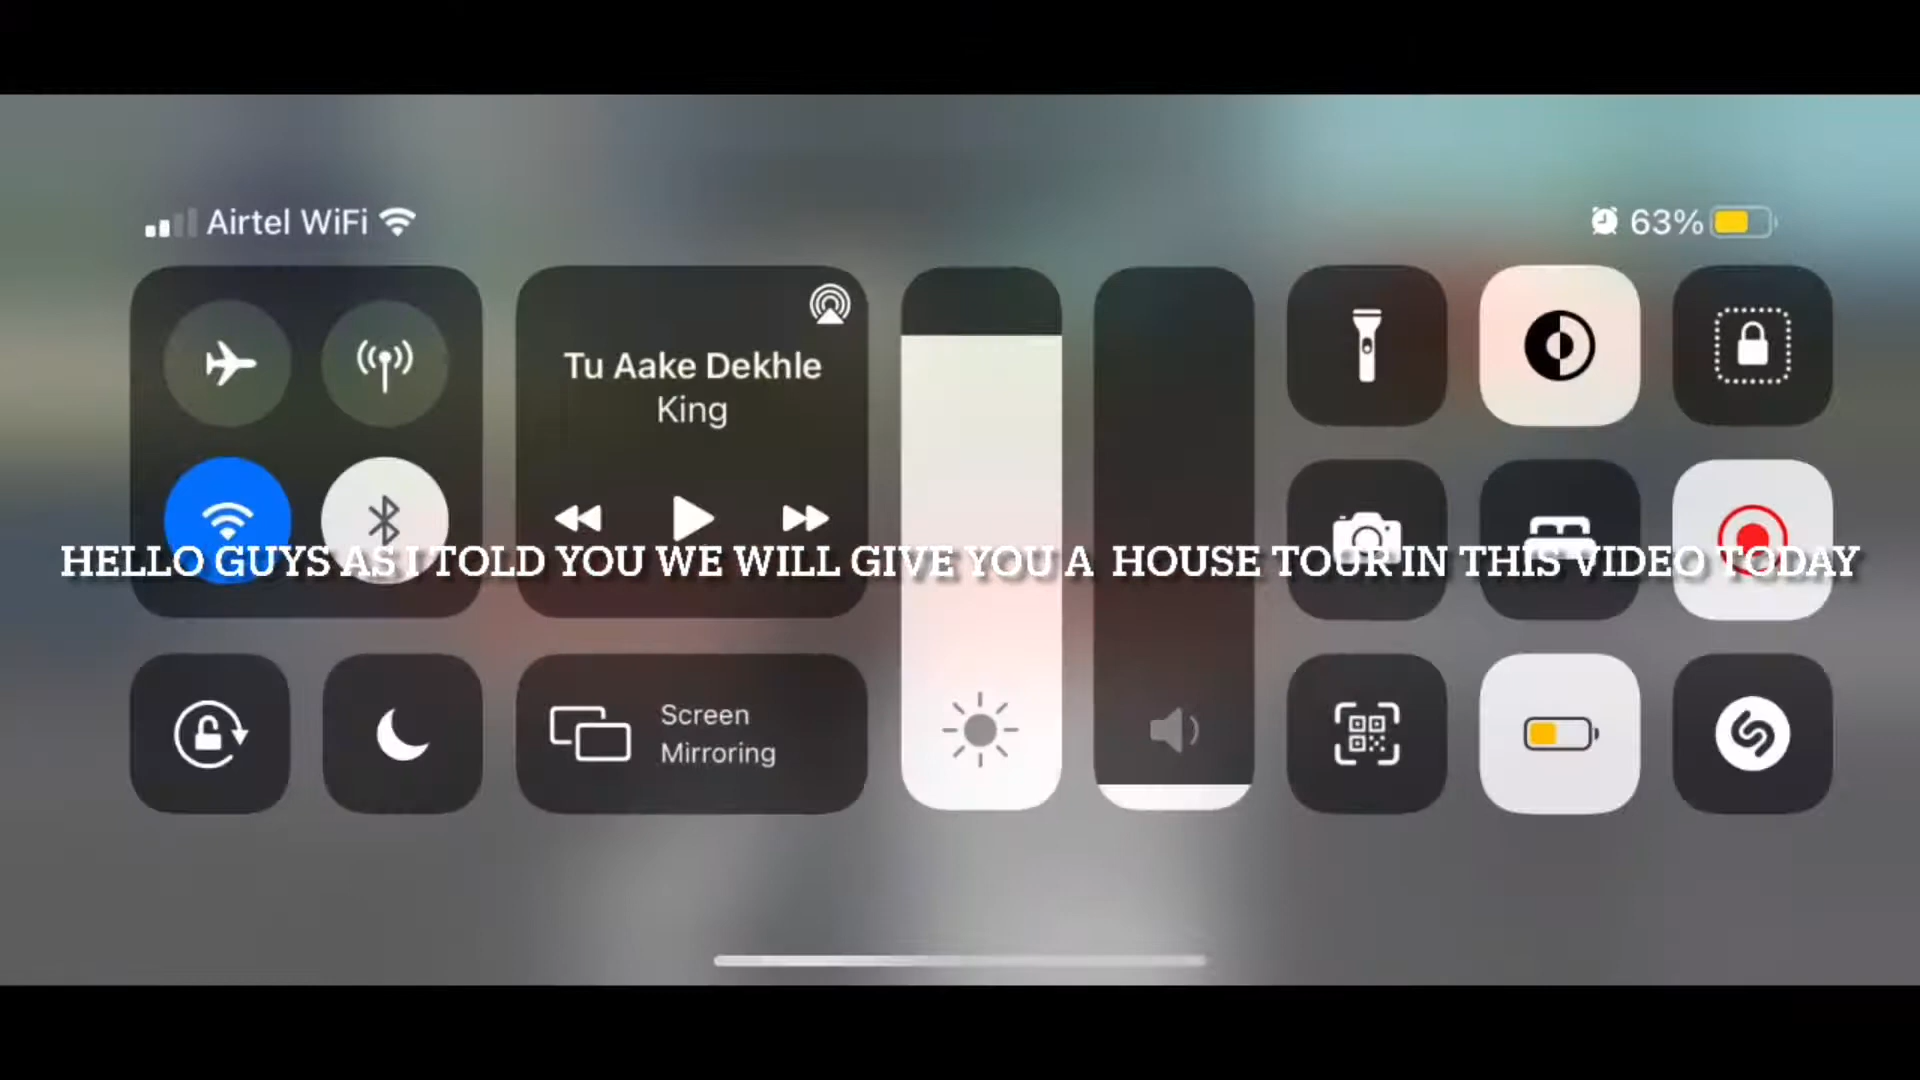 Airtel WiFi
63%
Tu Aake Dekhle
King
HELLO GUYS AS I TOLD YOU WE WILL GIVE YOU A HOUSE TOUR IN THIS VIDEO TODAY
Screen
Mirroring